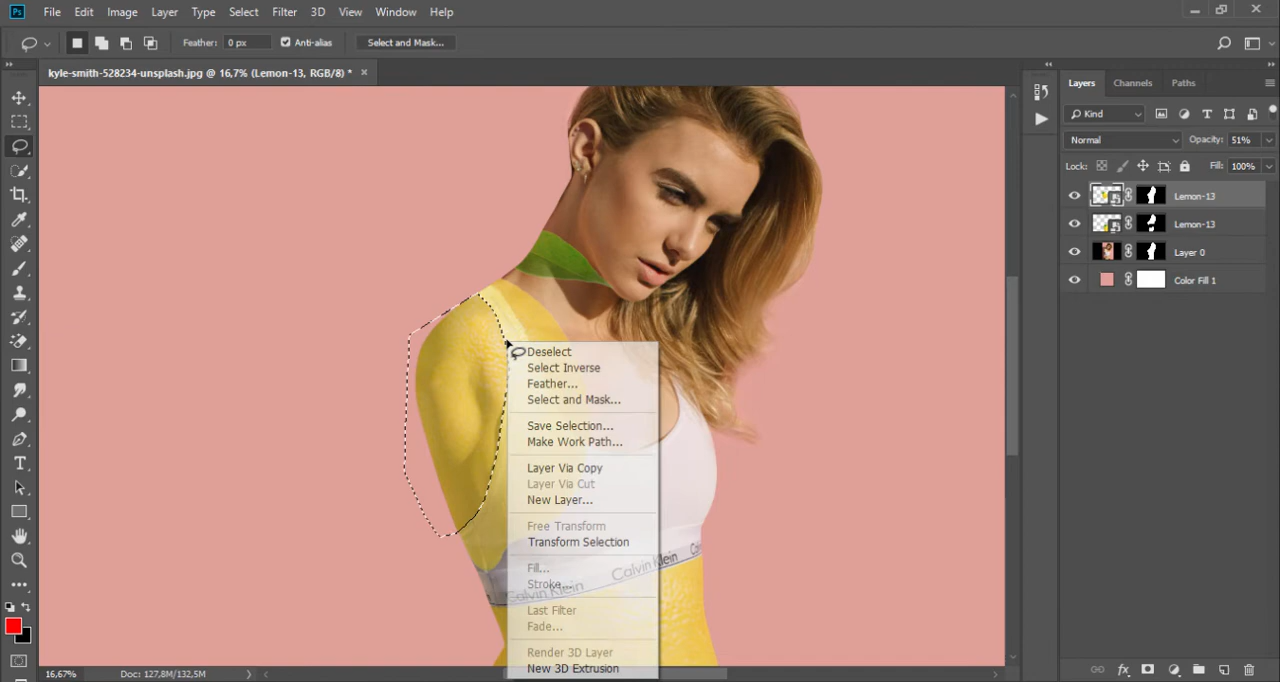 Ps File Edit Image Layer Type Select Filter 3D View Window Help
Feather: 0 px Anti-alias Select and Mask...
kyle-smith-528234-unsplash.jpg @ 16,7% (Lemon-13, RGB/8) * ×
Layers Channels Paths
Kind
Normal Opacity: 51%
Lock: Fill: 100%
Lemon-13
Lemon-13
Layer 0
Color Fill 1
Deselect
Select Inverse
Feather...
Select and Mask...
Save Selection...
Make Work Path...
Layer Via Copy
Layer Via Cut
New Layer...
Free Transform
Transform Selection
Fill...
Stroke...
Last Filter
Fade...
Render 3D Layer
New 3D Extrusion
Calvin Klein Calvin Klein
16,67% Doc: 127,8M/132,5M